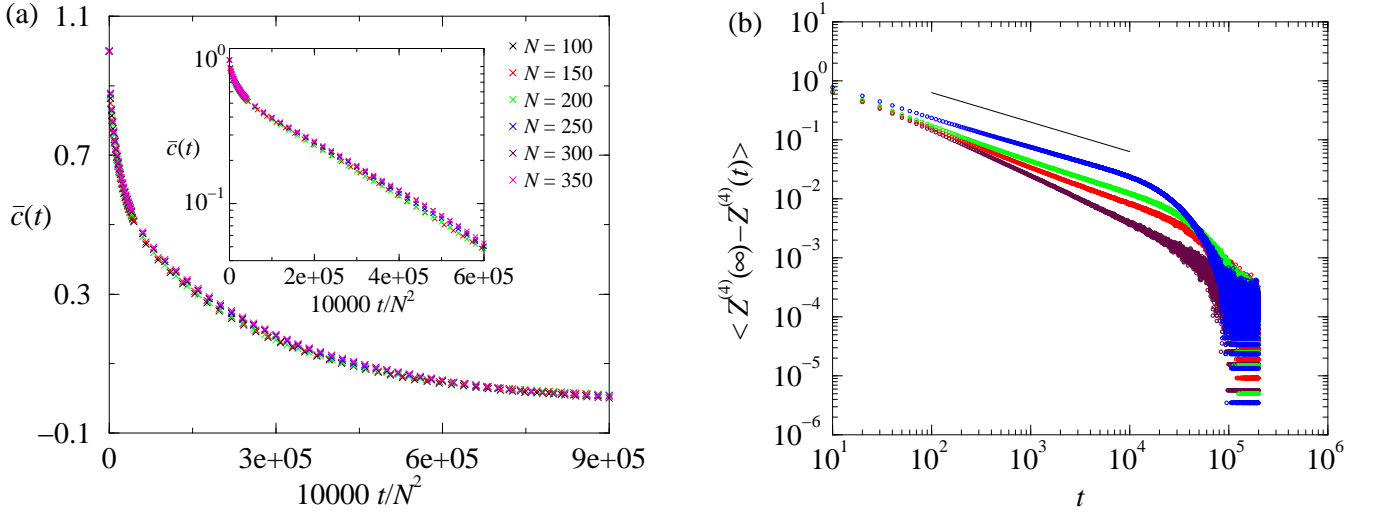 (a)
1.1
0.7
0.3
−0.1
c̄(t)
0
3e+05
6e+05
9e+05
10000 t/N²
10⁰
10⁻¹
c̄(t)
0
2e+05
4e+05
6e+05
10000 t/N²
N = 100
N = 150
N = 200
N = 250
N = 300
N = 350
(b)
10¹
10⁰
10⁻¹
10⁻²
10⁻³
10⁻⁴
10⁻⁵
10⁻⁶
< Z⁽⁴⁾(∞)−Z⁽⁴⁾(t) >
10¹
10²
10³
10⁴
10⁵
10⁶
t